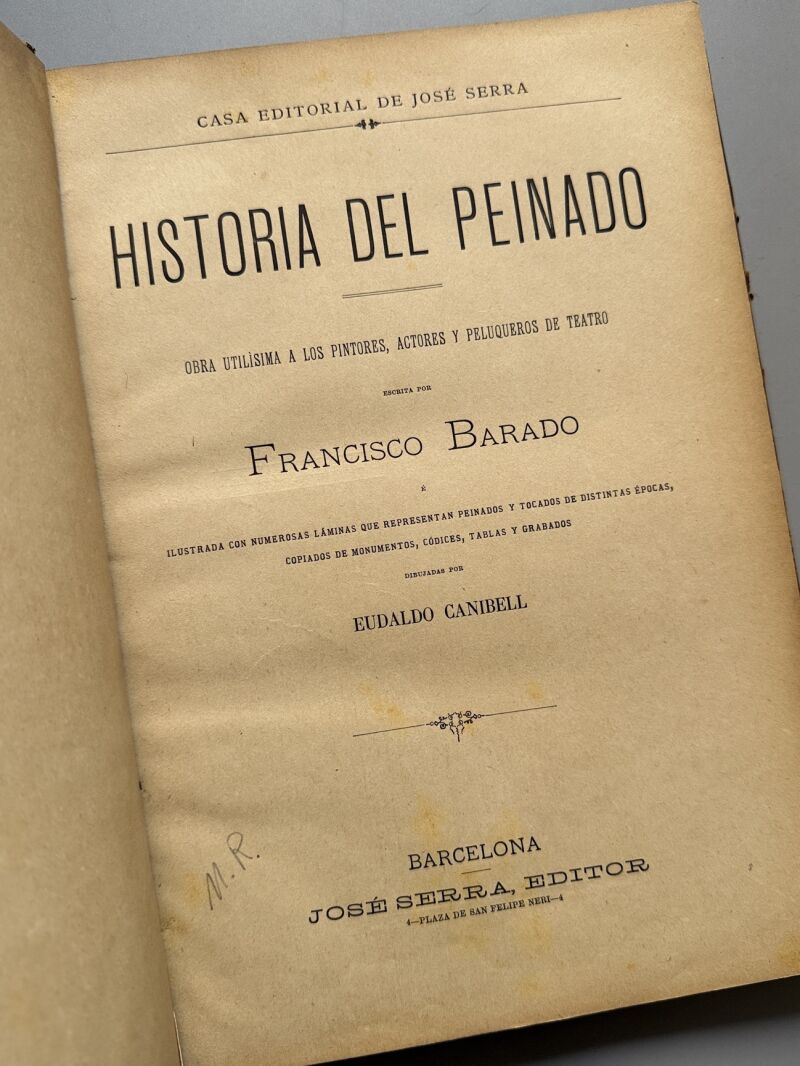 CASA EDITORIAL DE JOSÉ SERRA
HISTORIA DEL PEINADO
OBRA UTILÌSIMA A LOS PINTORES, ACTORES Y PELUQUEROS DE TEATRO
ESCRITA POR
FRANCISCO BARADO
É
ILUSTRADA CON NUMEROSAS LÁMINAS QUE REPRESENTAN PEINADOS Y TOCADOS DE DISTINTAS ÉPOCAS,
COPIADOS DE MONUMENTOS, CÓDICES, TABLAS Y GRABADOS
DIBUJADAS POR
EUDALDO CANIBELL
M. R.
BARCELONA
JOSÉ SERRA, EDITOR
4—PLAZA DE SAN FELIPE NERI—4